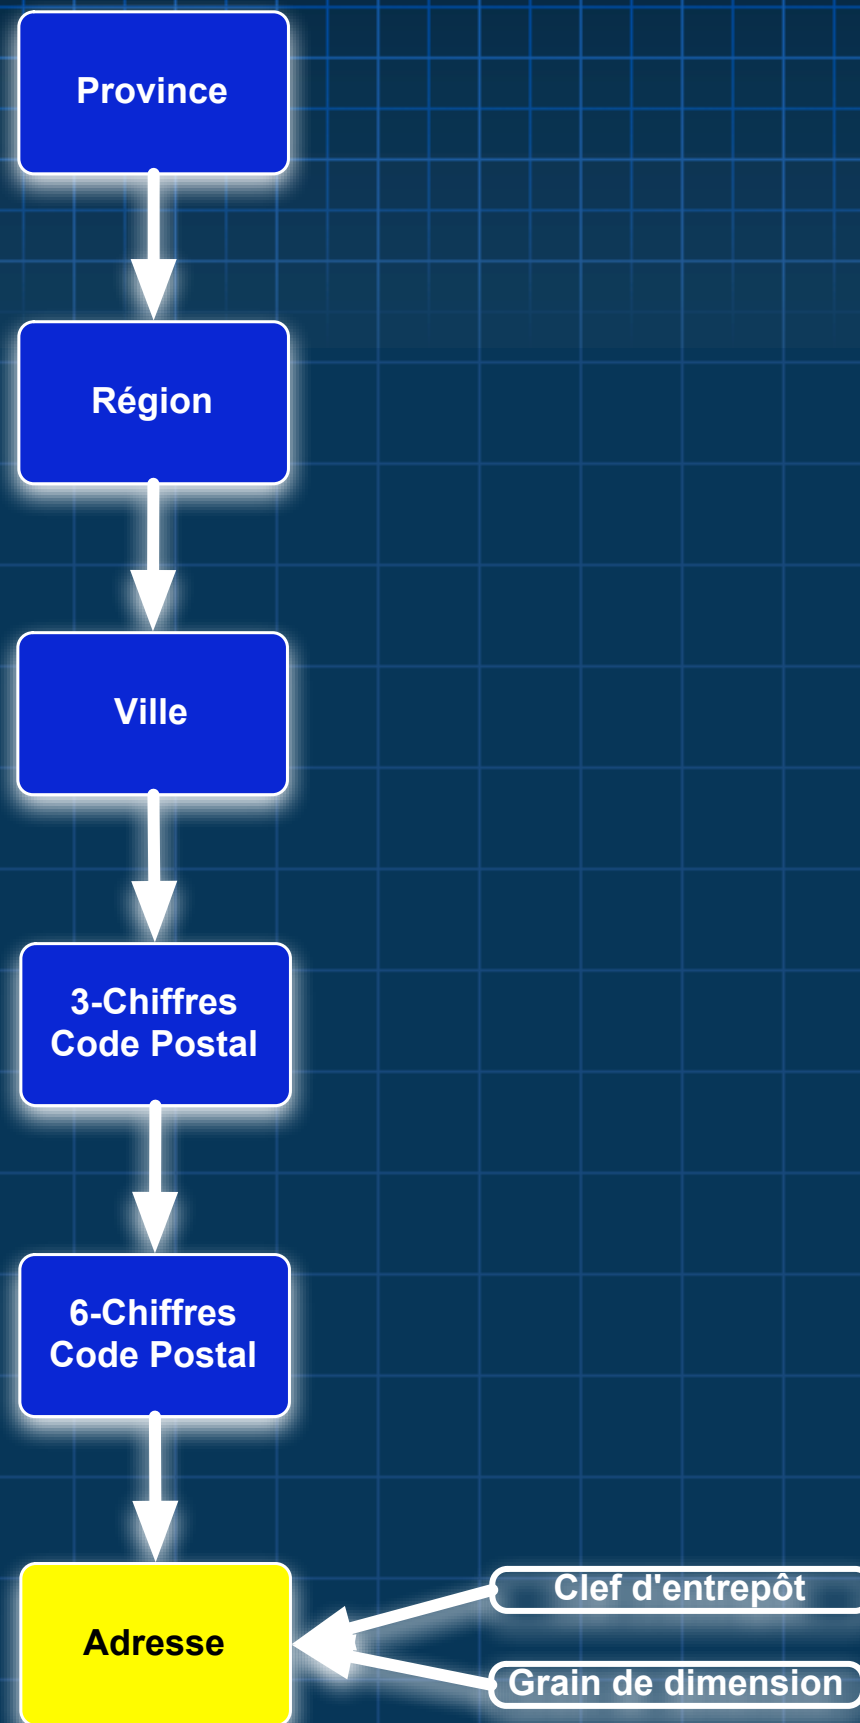 Province
Région
Ville
3-Chiffres
Code Postal
6-Chiffres
Code Postal
Adresse
Clef d'entrepôt
Grain de dimension